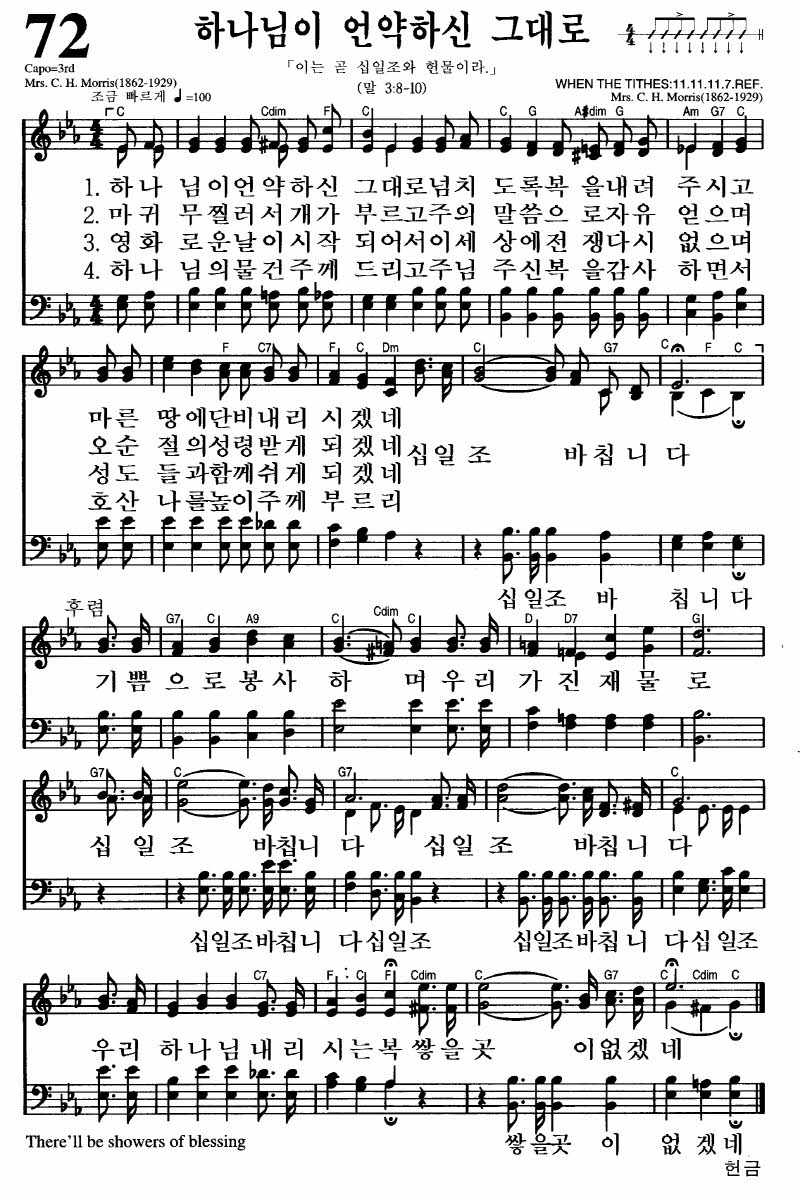 72
하나님이 언약하신 그대로
Capo=3rd
「이는 곧 십일조와 헌물이라.」
Mrs. C. H. Morris(1862-1929)
(말 3:8-10)
WHEN THE TITHES:11.11.11.7.REF.
조금 빠르게 ♩=100
Mrs. C. H. Morris(1862-1929)
C Cdim F C C G A#dim G Am G7 C
1. 하나 님이언약하신 그대로넘치 도록복 을내려 주시고
2. 마귀 무찔러서개가 부르고주의 말씀으 로자유 얻으며
3. 영화 로운날이시작 되어서이세 상에전 쟁다시 없으며
4. 하나 님의물건주께 드리고주님 주신복 을감사 하면서
F C7 F C Dm C G7 C F C
마른 땅에단비내리 시겠네
오순 절의성령받게 되겠네
십일조 바칩니다
성도 들과함께쉬게 되겠네
호산 나를높이주께 부르리
십일조 바 칩니다
후렴
G7 C A9 C Cdim C D D7 G
기쁨으로봉사 하 며우리 가진재물로
G7 C G7 C
십일조 바칩니다 십일조 바칩니다
십일조바칩니 다십일조 십일조바칩니 다십일조
C7 F C Cdim C G7 C Cdim C
우리 하나님내리 시는복쌓을곳 이없겠네
There'll be showers of blessing
쌓을곳 이 없겠네
헌금